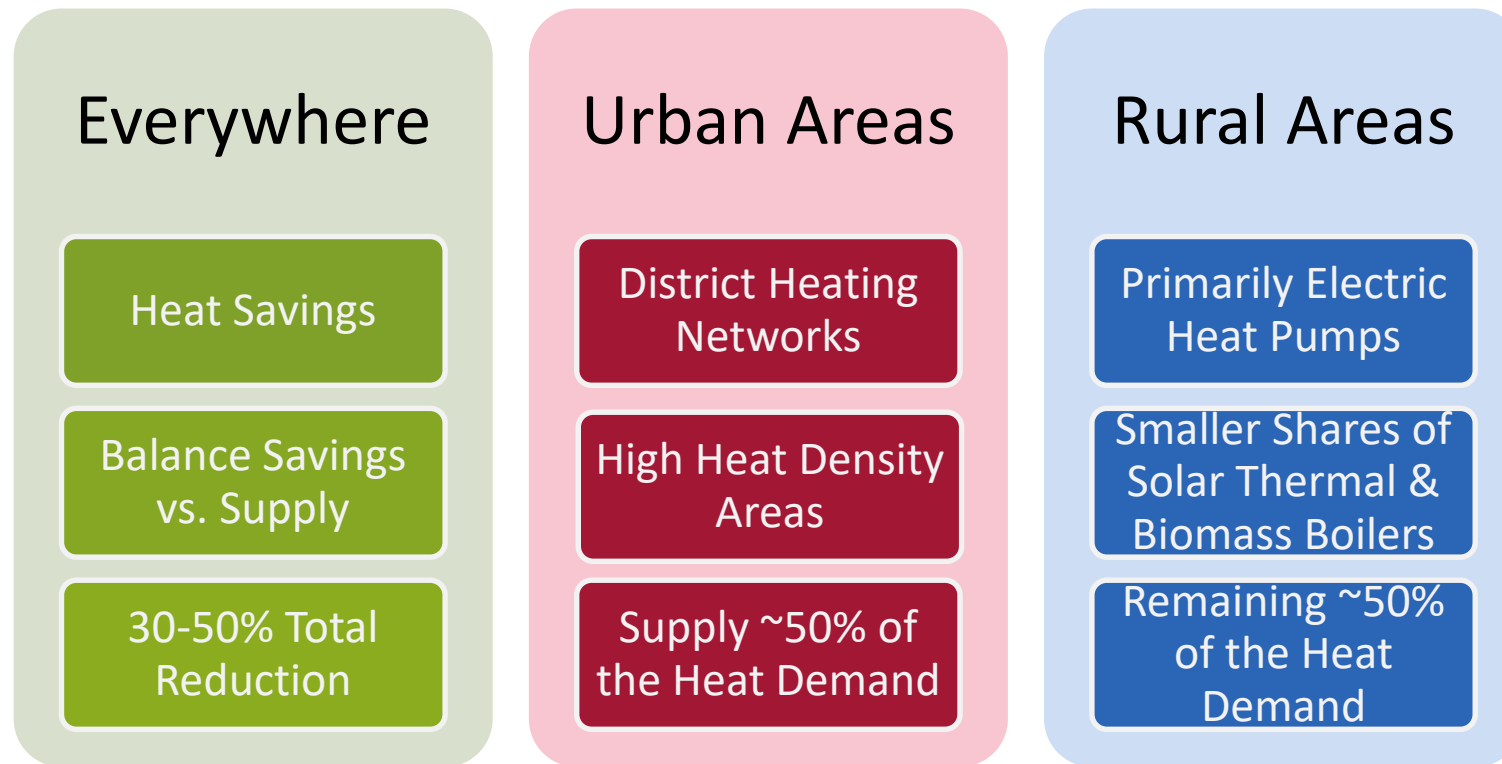 Everywhere
Heat Savings
Balance Savings
vs. Supply
30-50% Total
Reduction
Urban Areas
District Heating
Networks
High Heat Density
Areas
Supply ~50% of
the Heat Demand
Rural Areas
Primarily Electric
Heat Pumps
Smaller Shares of
Solar Thermal &
Biomass Boilers
Remaining ~50%
of the Heat
Demand